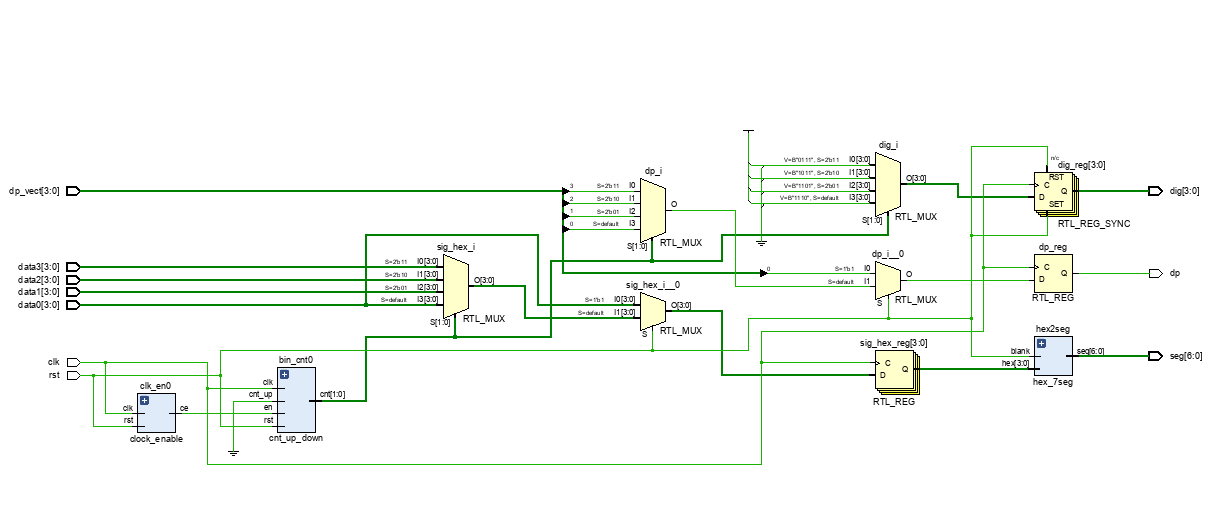 dp_vect[3:0]
data3[3:0]
data2[3:0]
data1[3:0]
data0[3:0]
clk
rst
clk_en0
clk
rst
ce
clock_enable
bin_cnt0
clk
cnt_up
en
rst
cnt[1:0]
cnt_up_down
sig_hex_i
S=2'b11 I0[3:0]
S=2'b10 I1[3:0]
S=2'b01 I2[3:0]
S=default I3[3:0]
O[3:0]
S[1:0]
RTL_MUX
dp_i
3 S=2'b11 I0
2 S=2'b10 I1
1 S=2'b01 I2
0 S=default I3
O
S[1:0]
RTL_MUX
sig_hex_i__0
S=1'b1 I0[3:0]
S=default I1[3:0]
O[3:0]
S
RTL_MUX
dig_i
V=B"0111", S=2'b11 I0[3:0]
V=B"1011", S=2'b10 I1[3:0]
V=B"1101", S=2'b01 I2[3:0]
V=B"1110", S=default I3[3:0]
O[3:0]
S[1:0]
RTL_MUX
dp_i__0
0 S=1'b1 I0
S=default I1
O
S
RTL_MUX
sig_hex_reg[3:0]
C
D
Q
RTL_REG
n/c
dig_reg[3:0]
RST
C
Q
D
SET
RTL_REG_SYNC
dp_reg
C
D
Q
RTL_REG
hex2seg
blank
hex[3:0]
seg[6:0]
hex_7seg
dig[3:0]
dp
seg[6:0]